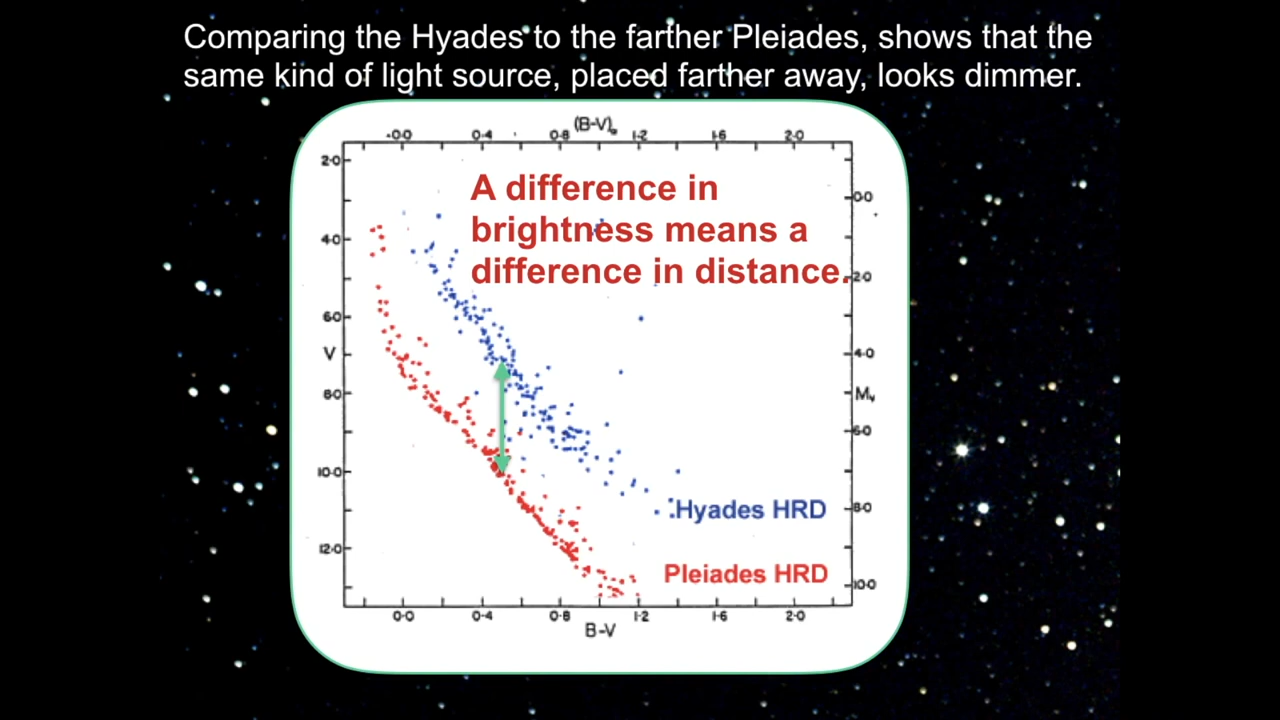 Comparing the Hyades to the farther Pleiades, shows that the
same kind of light source, placed farther away, looks dimmer.
(B-V)₀
-0·0 0·4 0·8 1·2 1·6 2·0
A difference in
brightness means a
difference in distance.
2·0
4·0
6·0
V
8·0
10·0
12·0
0·0
2·0
4·0
Mᵥ
6·0
8·0
10·0
Hyades HRD
Pleiades HRD
0·0 0·4 0·8 1·2 1·6 2·0
B-V